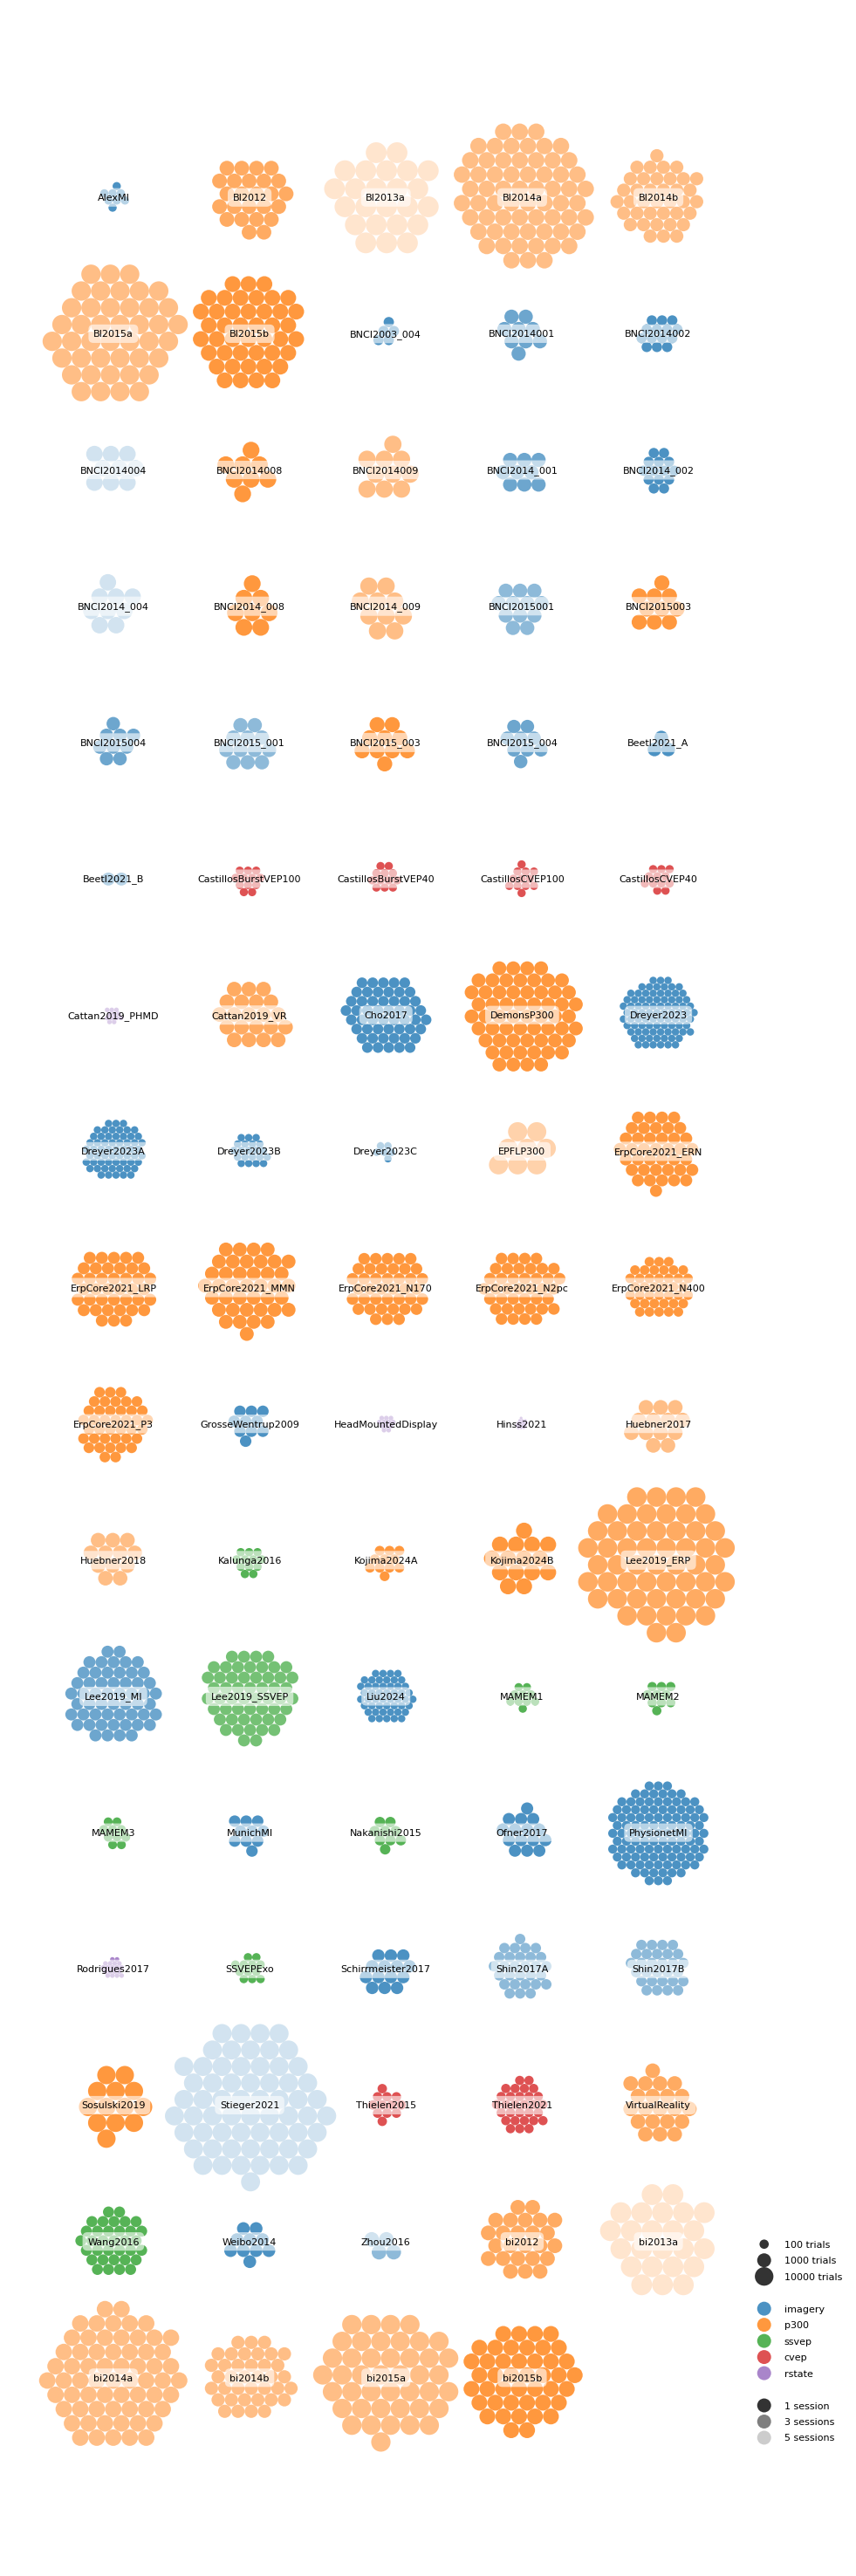 AlexMI
BI2012
BI2013a
BI2014a
BI2014b
BI2015a
BI2015b
BNCI2003_004
BNCI2014001
BNCI2014002
BNCI2014004
BNCI2014008
BNCI2014009
BNCI2014_001
BNCI2014_002
BNCI2014_004
BNCI2014_008
BNCI2014_009
BNCI2015001
BNCI2015003
BNCI2015004
BNCI2015_001
BNCI2015_003
BNCI2015_004
Beetl2021_A
Beetl2021_B
CastillosBurstVEP100
CastillosBurstVEP40
CastillosCVEP100
CastillosCVEP40
Cattan2019_PHMD
Cattan2019_VR
Cho2017
DemonsP300
Dreyer2023
Dreyer2023A
Dreyer2023B
Dreyer2023C
EPFLP300
ErpCore2021_ERN
ErpCore2021_LRP
ErpCore2021_MMN
ErpCore2021_N170
ErpCore2021_N2pc
ErpCore2021_N400
ErpCore2021_P3
GrosseWentrup2009
HeadMountedDisplay
Hinss2021
Huebner2017
Huebner2018
Kalunga2016
Kojima2024A
Kojima2024B
Lee2019_ERP
Lee2019_MI
Lee2019_SSVEP
Liu2024
MAMEM1
MAMEM2
MAMEM3
MunichMI
Nakanishi2015
Ofner2017
PhysionetMI
Rodrigues2017
SSVEPExo
Schirrmeister2017
Shin2017A
Shin2017B
Sosulski2019
Stieger2021
Thielen2015
Thielen2021
VirtualReality
Wang2016
Weibo2014
Zhou2016
bi2012
bi2013a
bi2014a
bi2014b
bi2015a
bi2015b
100 trials
1000 trials
10000 trials
imagery
p300
ssvep
cvep
rstate
1 session
3 sessions
5 sessions